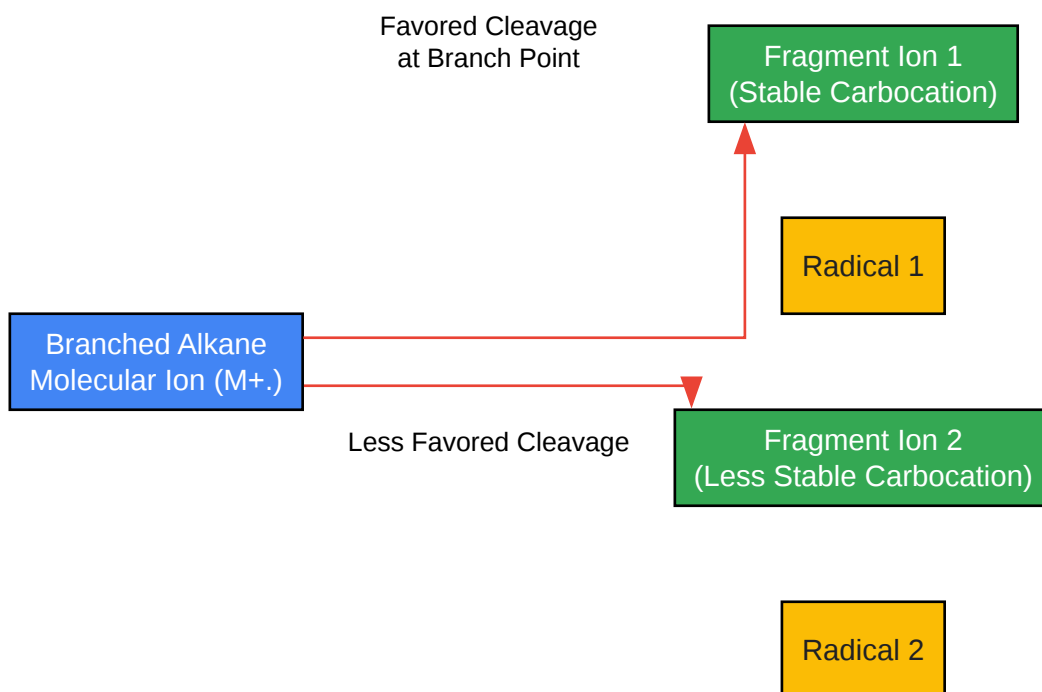 Favored Cleavage
at Branch Point
Fragment Ion 1
(Stable Carbocation)
Radical 1
Branched Alkane
Molecular Ion (M+.)
Less Favored Cleavage
Fragment Ion 2
(Less Stable Carbocation)
Radical 2